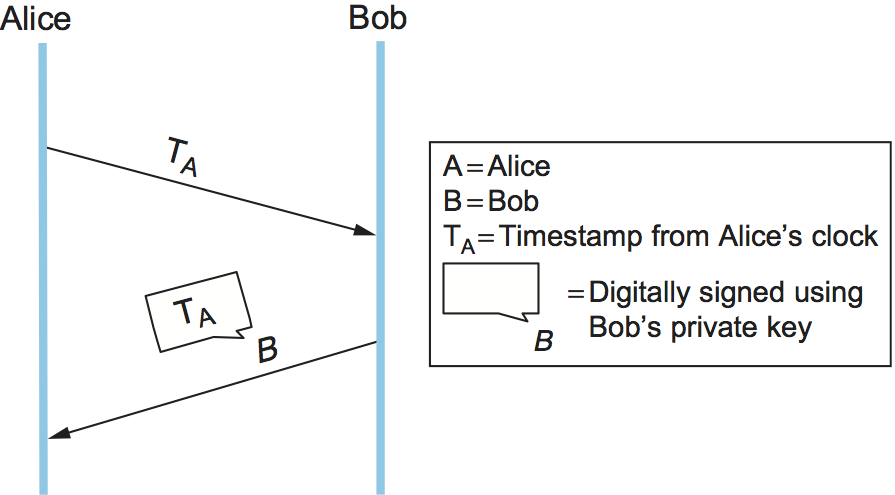 Alice
Bob
T_A
T_A
B
A=Alice
B=Bob
T_A=Timestamp from Alice’s clock
=Digitally signed using
Bob’s private key
B